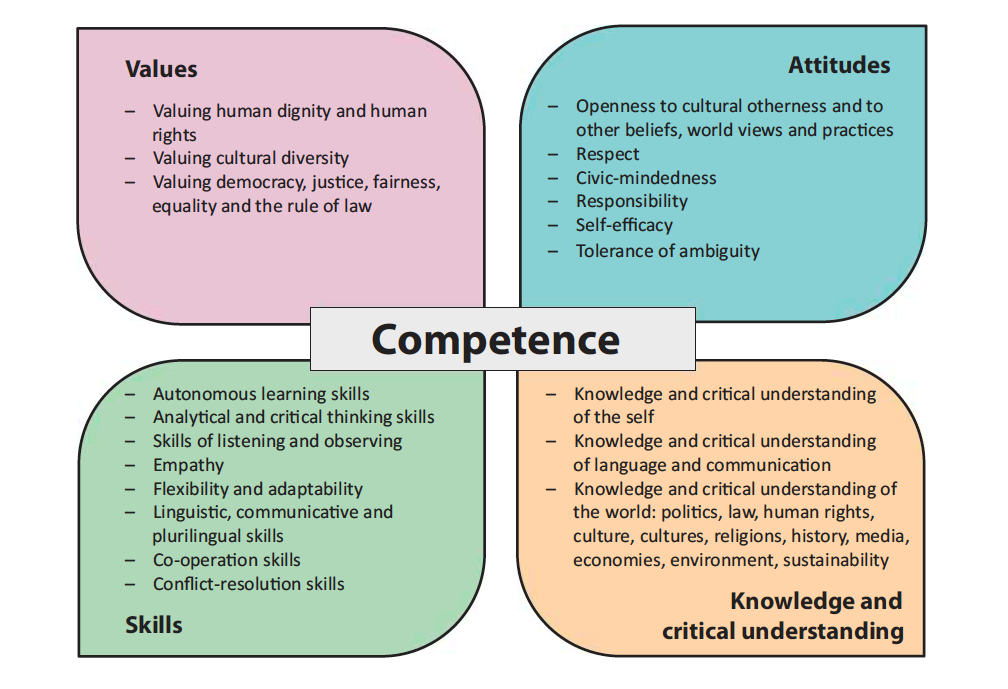 Values
– Valuing human dignity and human
rights
– Valuing cultural diversity
– Valuing democracy, justice, fairness,
equality and the rule of law
Attitudes
– Openness to cultural otherness and to
other beliefs, world views and practices
– Respect
– Civic-mindedness
– Responsibility
– Self-efficacy
– Tolerance of ambiguity
Competence
– Autonomous learning skills
– Analytical and critical thinking skills
– Skills of listening and observing
– Empathy
– Flexibility and adaptability
– Linguistic, communicative and
plurilingual skills
– Co-operation skills
– Conflict-resolution skills
Skills
– Knowledge and critical understanding
of the self
– Knowledge and critical understanding
of language and communication
– Knowledge and critical understanding of
the world: politics, law, human rights,
culture, cultures, religions, history, media,
economies, environment, sustainability
Knowledge and
critical understanding